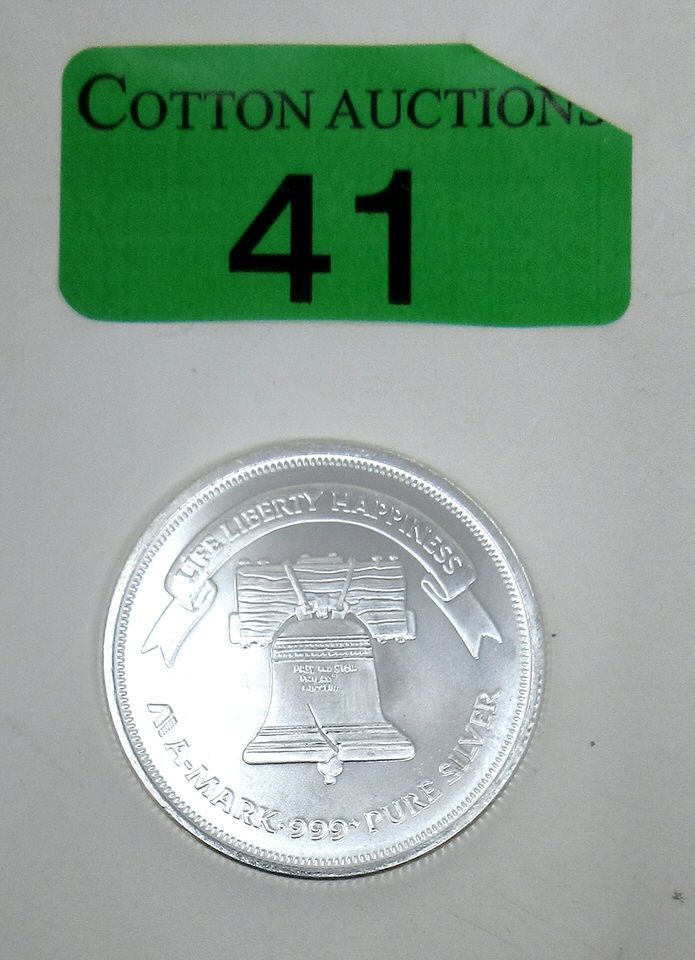 COTTON AUCTIONS
41
LIFE LIBERTY HAPPINESS
A-MARK · 999 · PURE SILVER